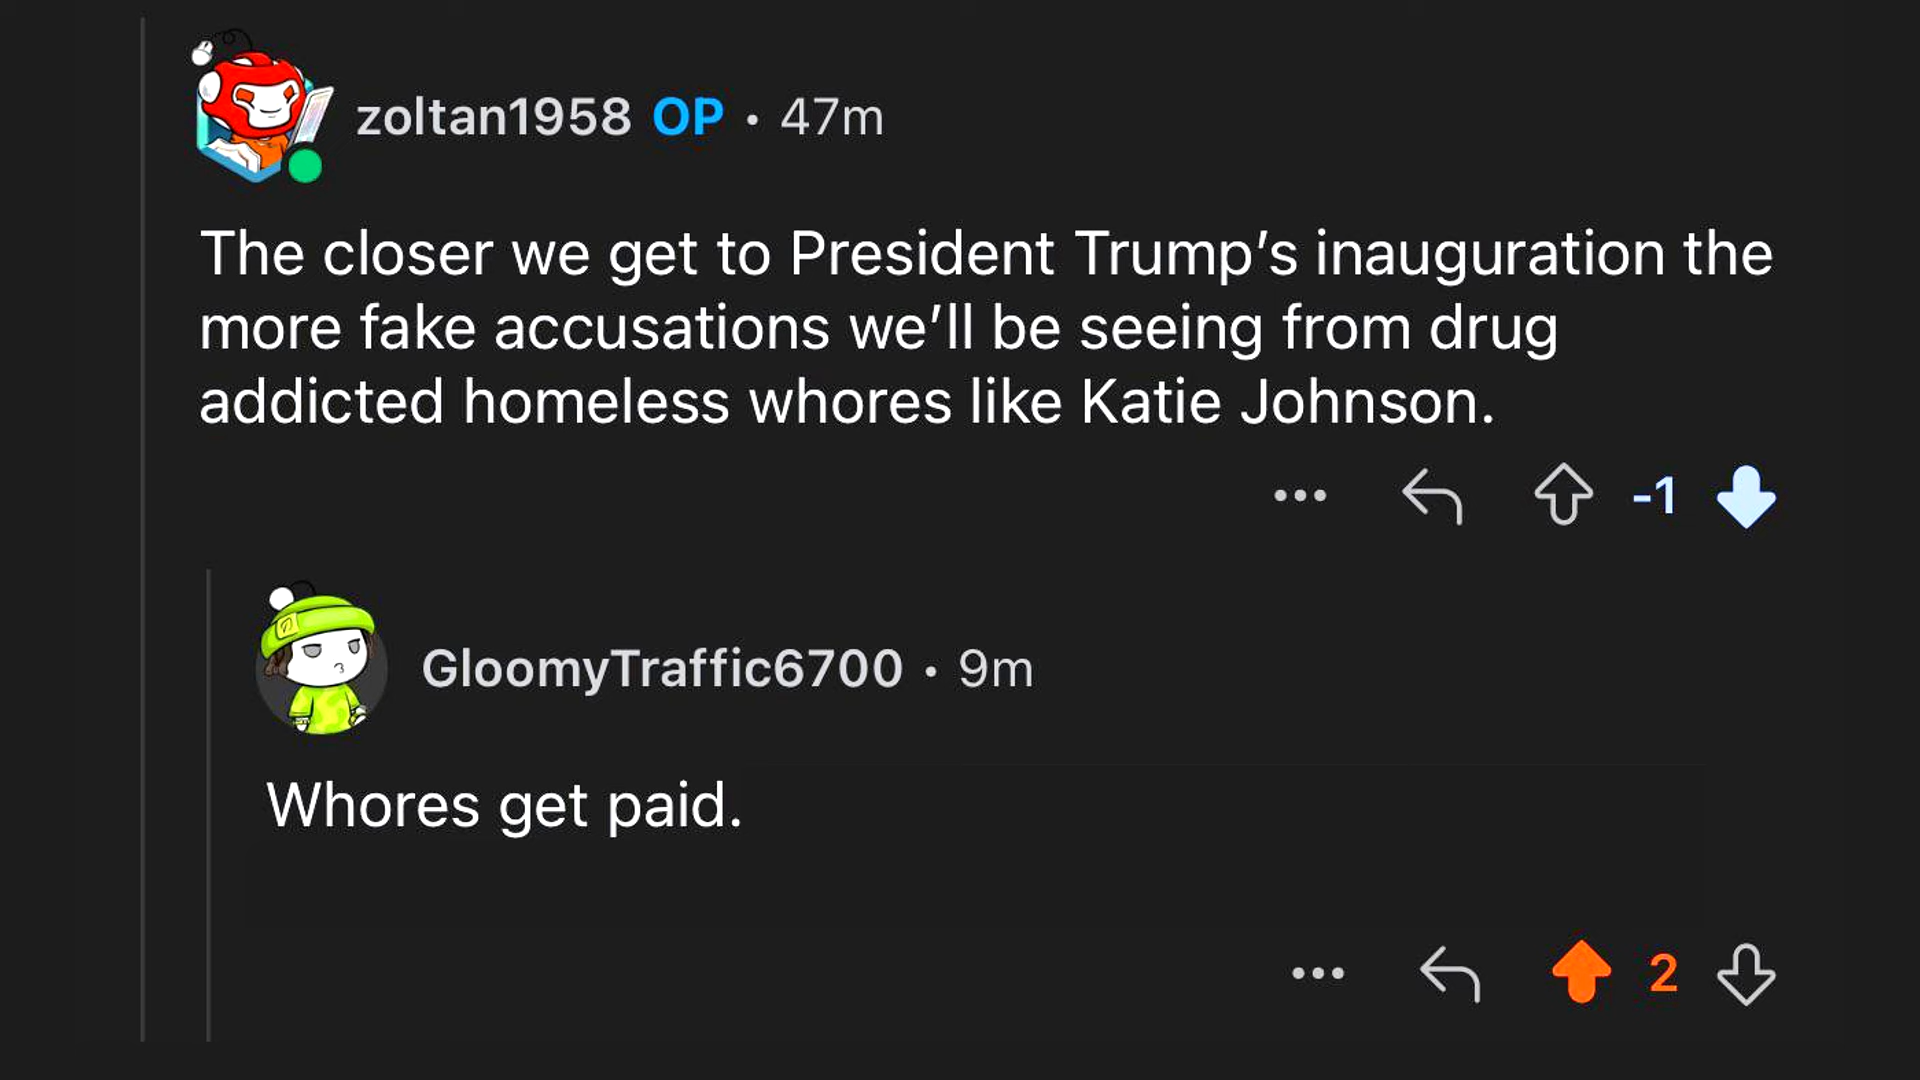 zoltan1958 OP • 47m
The closer we get to President Trump’s inauguration the
more fake accusations we’ll be seeing from drug
addicted homeless whores like Katie Johnson.
-1
GloomyTraffic6700 • 9m
Whores get paid.
2